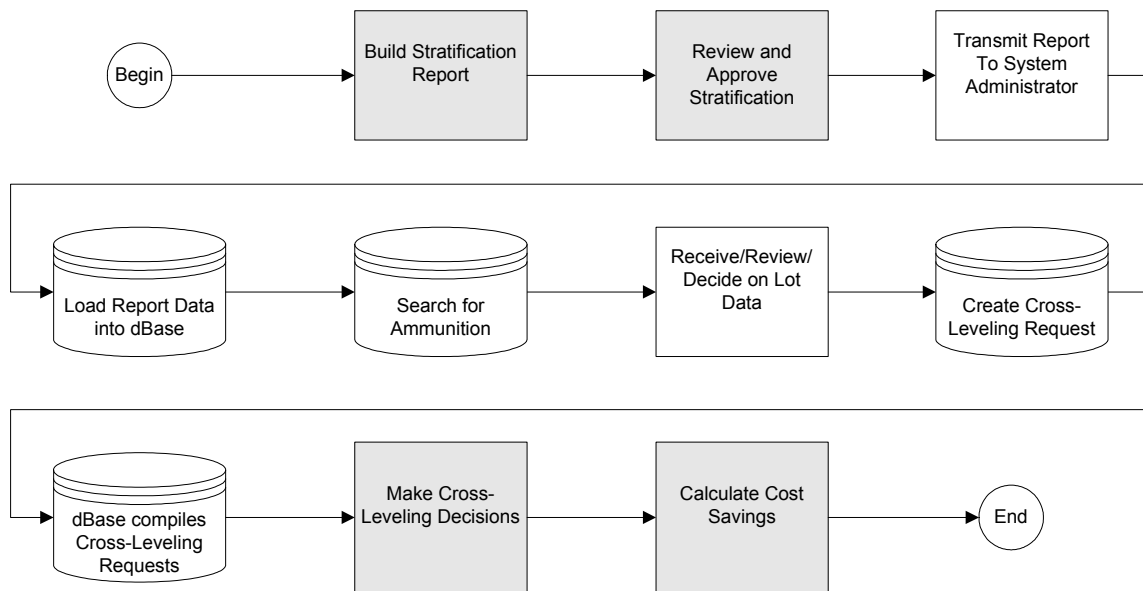 Begin
Build Stratification
Report
Review and
Approve
Stratification
Transmit Report
To System
Administrator
Load Report Data
into dBase
Search for
Ammunition
Receive/Review/
Decide on Lot
Data
Create Cross-
Leveling Request
dBase compiles
Cross-Leveling
Requests
Make Cross-
Leveling Decisions
Calculate Cost
Savings
End